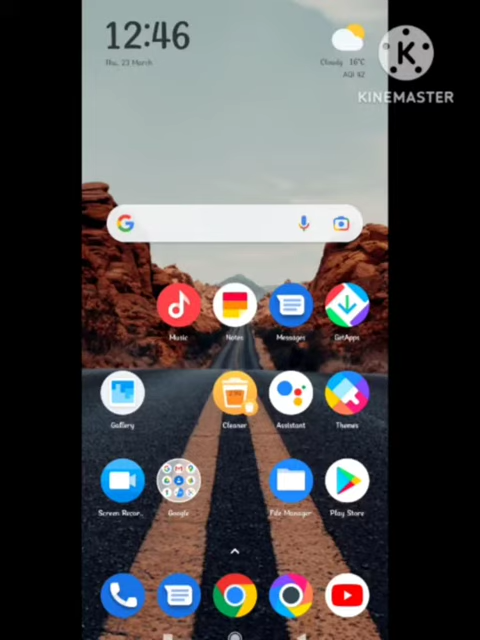 12:46
Thu, 23 March
Cloudy 16°C
AQI 42
K
KINEMASTER
G
Music
Notes
Messages
GetApps
Gallery
Cleaner
Assistant
Themes
Screen Recor..
Google
File Manager
Play Store